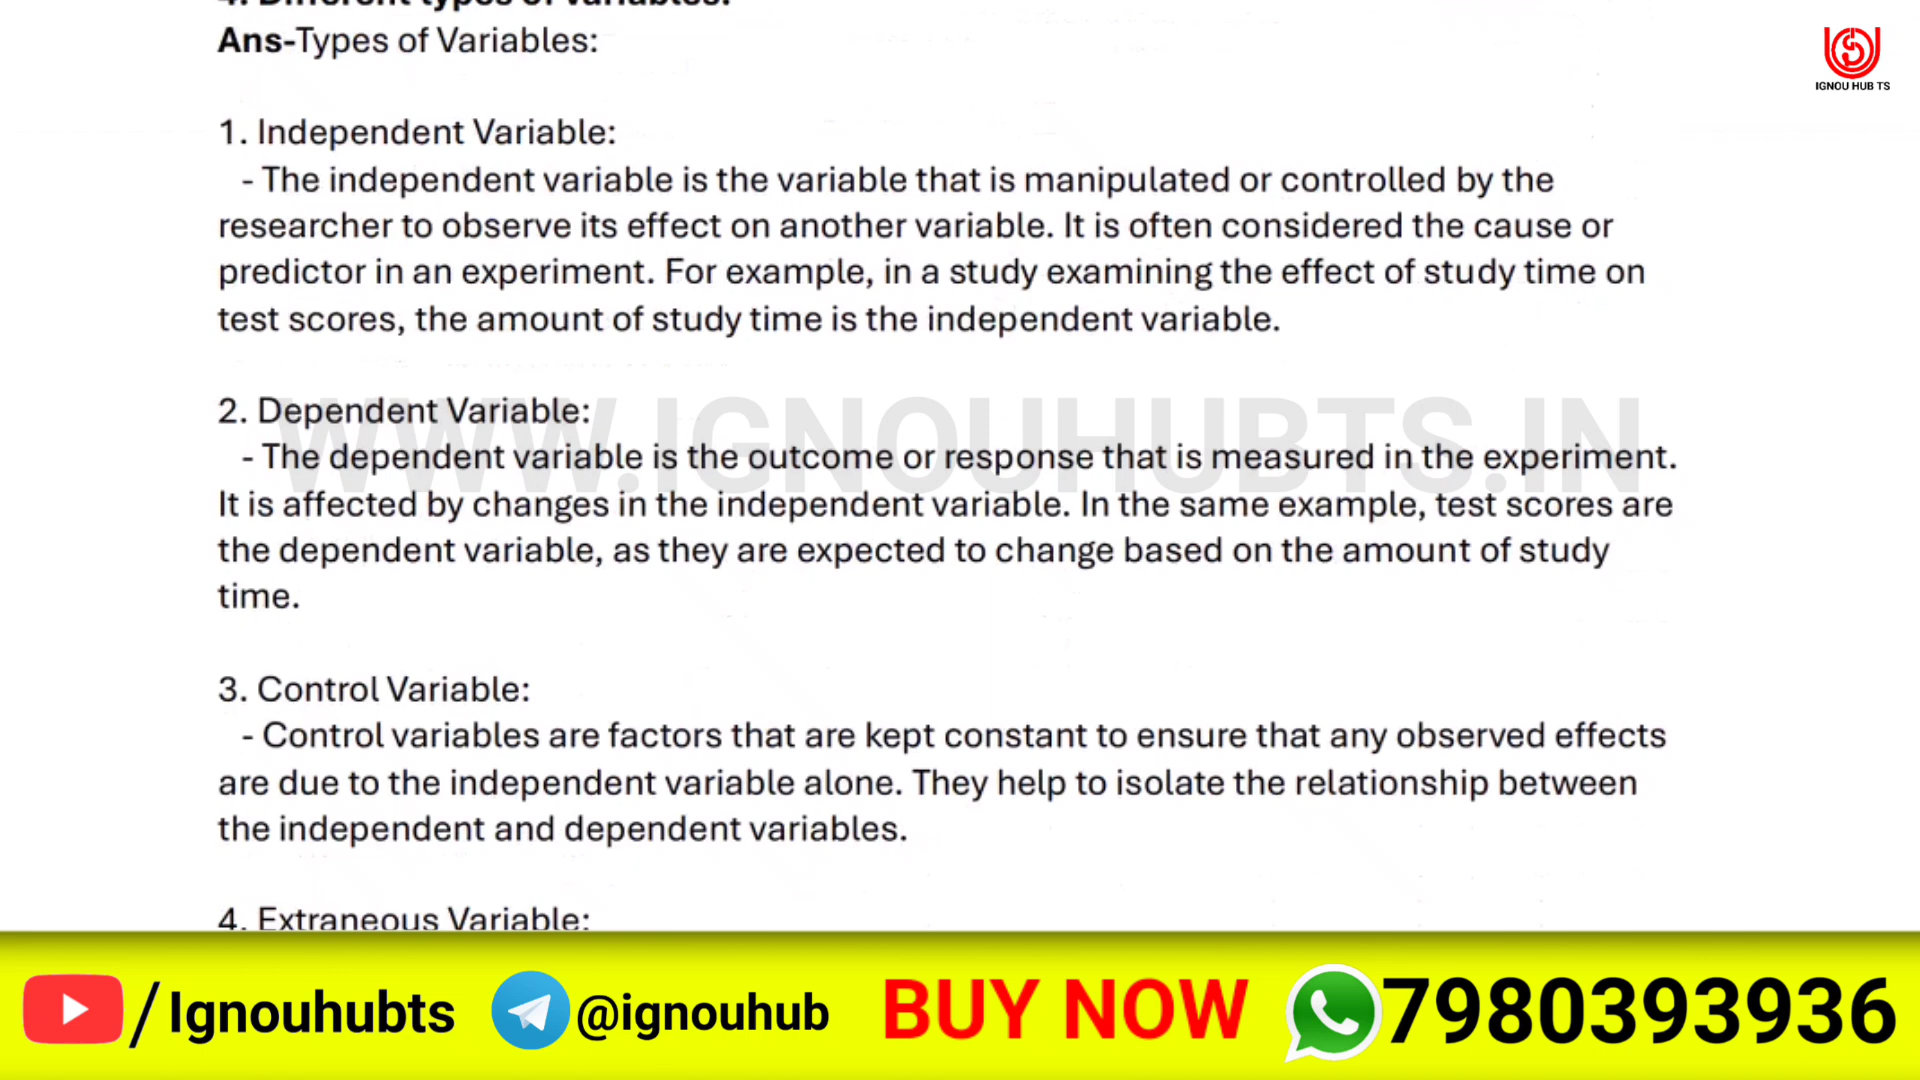 4. Different types of variables.
Ans-Types of Variables:
IGNOU HUB TS
1. Independent Variable:
- The independent variable is the variable that is manipulated or controlled by the
researcher to observe its effect on another variable. It is often considered the cause or
predictor in an experiment. For example, in a study examining the effect of study time on
test scores, the amount of study time is the independent variable.
2. Dependent Variable:
WWW.IGNOUHUBTS.IN
- The dependent variable is the outcome or response that is measured in the experiment.
It is affected by changes in the independent variable. In the same example, test scores are
the dependent variable, as they are expected to change based on the amount of study
time.
3. Control Variable:
- Control variables are factors that are kept constant to ensure that any observed effects
are due to the independent variable alone. They help to isolate the relationship between
the independent and dependent variables.
4. Extraneous Variable:
/Ignouhubts @ignouhub BUY NOW 7980393936